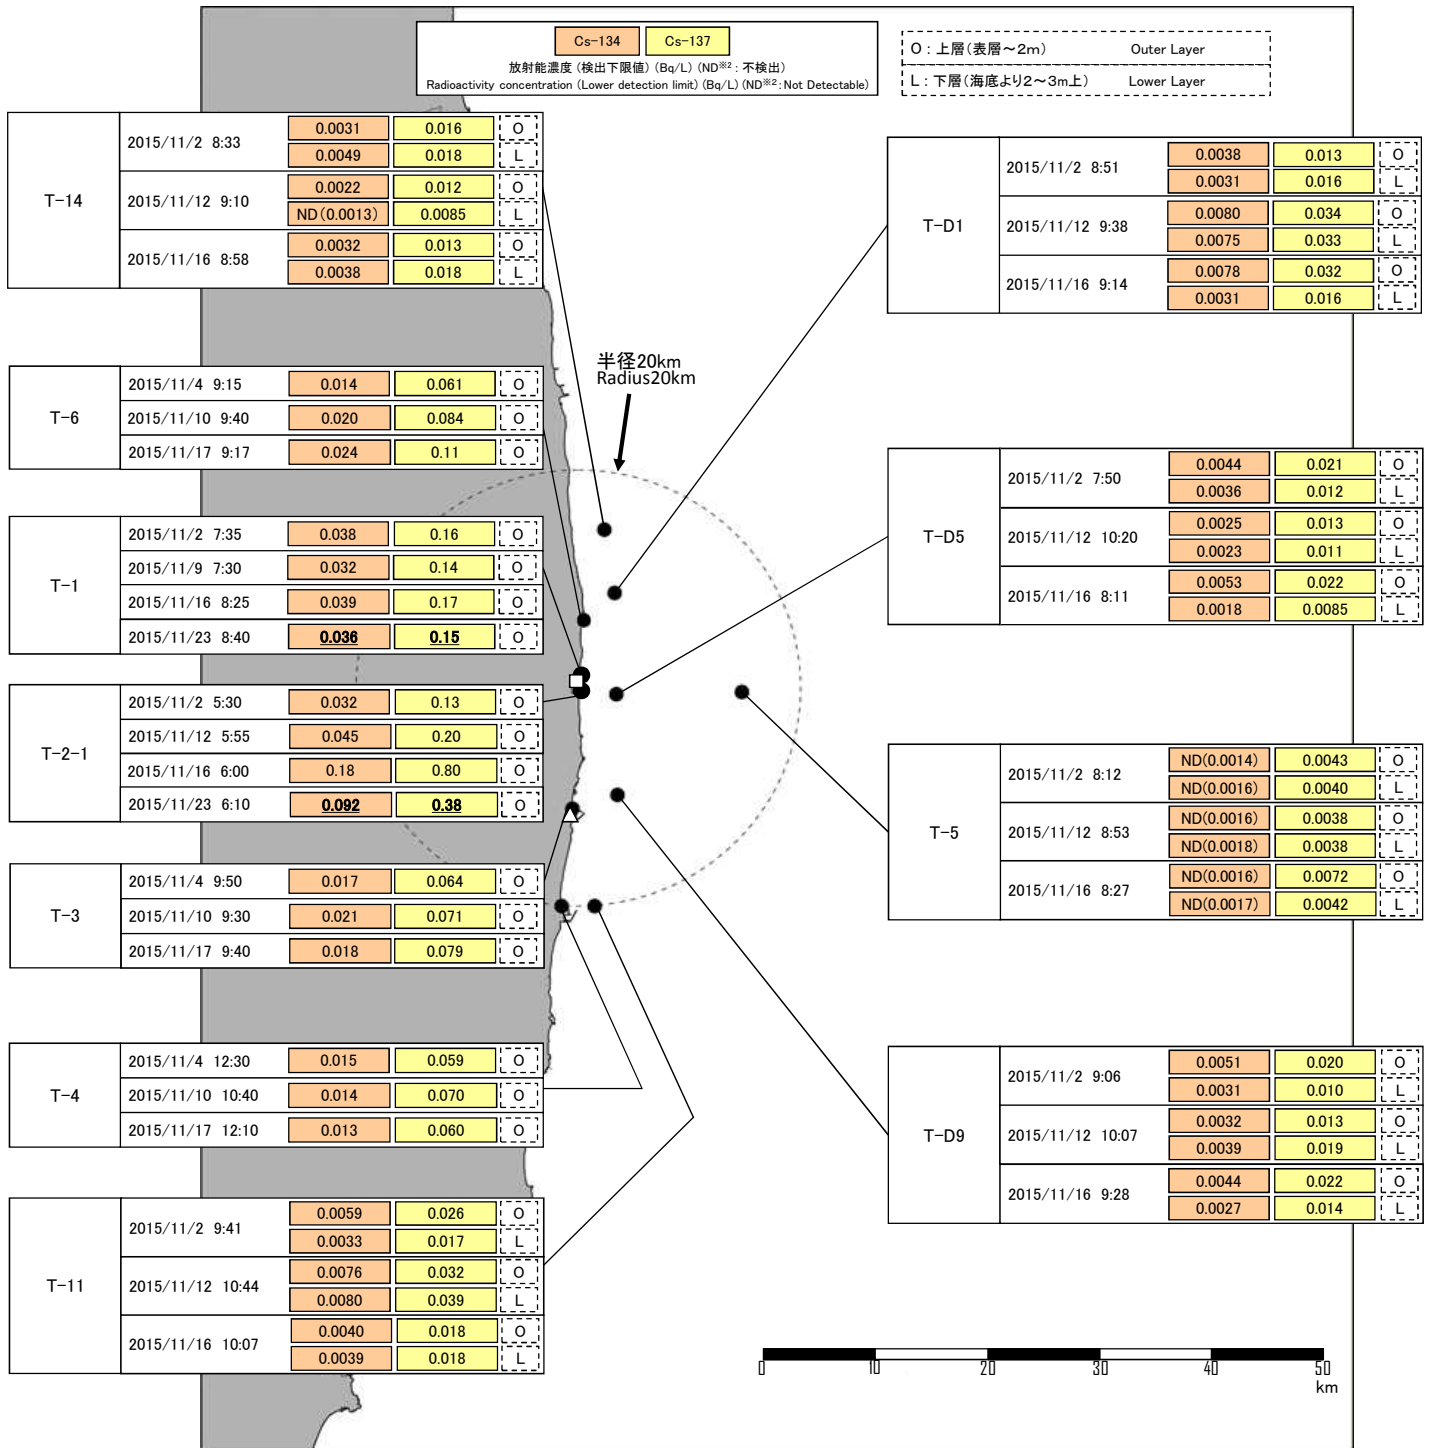 Cs-134 Cs-137
放射能濃度 (検出下限値) (Bq/L) (ND※2 : 不検出)
Radioactivity concentration (Lower detection limit) (Bq/L) (ND※2 : Not Detectable)
O : 上層(表層～2m) Outer Layer
L : 下層(海底より2～3m上) Lower Layer
T-14
2015/11/2 8:33
0.0031 0.016 O
0.0049 0.018 L
2015/11/12 9:10
0.0022 0.012 O
ND(0.0013) 0.0085 L
2015/11/16 8:58
0.0032 0.013 O
0.0038 0.018 L
T-6
2015/11/4 9:15 0.014 0.061 O
2015/11/10 9:40 0.020 0.084 O
2015/11/17 9:17 0.024 0.11 O
T-1
2015/11/2 7:35 0.038 0.16 O
2015/11/9 7:30 0.032 0.14 O
2015/11/16 8:25 0.039 0.17 O
2015/11/23 8:40 0.036 0.15 O
T-2-1
2015/11/2 5:30 0.032 0.13 O
2015/11/12 5:55 0.045 0.20 O
2015/11/16 6:00 0.18 0.80 O
2015/11/23 6:10 0.092 0.38 O
T-3
2015/11/4 9:50 0.017 0.064 O
2015/11/10 9:30 0.021 0.071 O
2015/11/17 9:40 0.018 0.079 O
T-4
2015/11/4 12:30 0.015 0.059 O
2015/11/10 10:40 0.014 0.070 O
2015/11/17 12:10 0.013 0.060 O
T-11
2015/11/2 9:41
0.0059 0.026 O
0.0033 0.017 L
2015/11/12 10:44
0.0076 0.032 O
0.0080 0.039 L
2015/11/16 10:07
0.0040 0.018 O
0.0039 0.018 L
半径20km
Radius20km
T-D1
2015/11/2 8:51
0.0038 0.013 O
0.0031 0.016 L
2015/11/12 9:38
0.0080 0.034 O
0.0075 0.033 L
2015/11/16 9:14
0.0078 0.032 O
0.0031 0.016 L
T-D5
2015/11/2 7:50
0.0044 0.021 O
0.0036 0.012 L
2015/11/12 10:20
0.0025 0.013 O
0.0023 0.011 L
2015/11/16 8:11
0.0053 0.022 O
0.0018 0.0085 L
T-5
2015/11/2 8:12
ND(0.0014) 0.0043 O
ND(0.0016) 0.0040 L
2015/11/12 8:53
ND(0.0016) 0.0038 O
ND(0.0018) 0.0038 L
2015/11/16 8:27
ND(0.0016) 0.0072 O
ND(0.0017) 0.0042 L
T-D9
2015/11/2 9:06
0.0051 0.020 O
0.0031 0.010 L
2015/11/12 10:07
0.0032 0.013 O
0.0039 0.019 L
2015/11/16 9:28
0.0044 0.022 O
0.0027 0.014 L
0 10 20 30 40 50
km